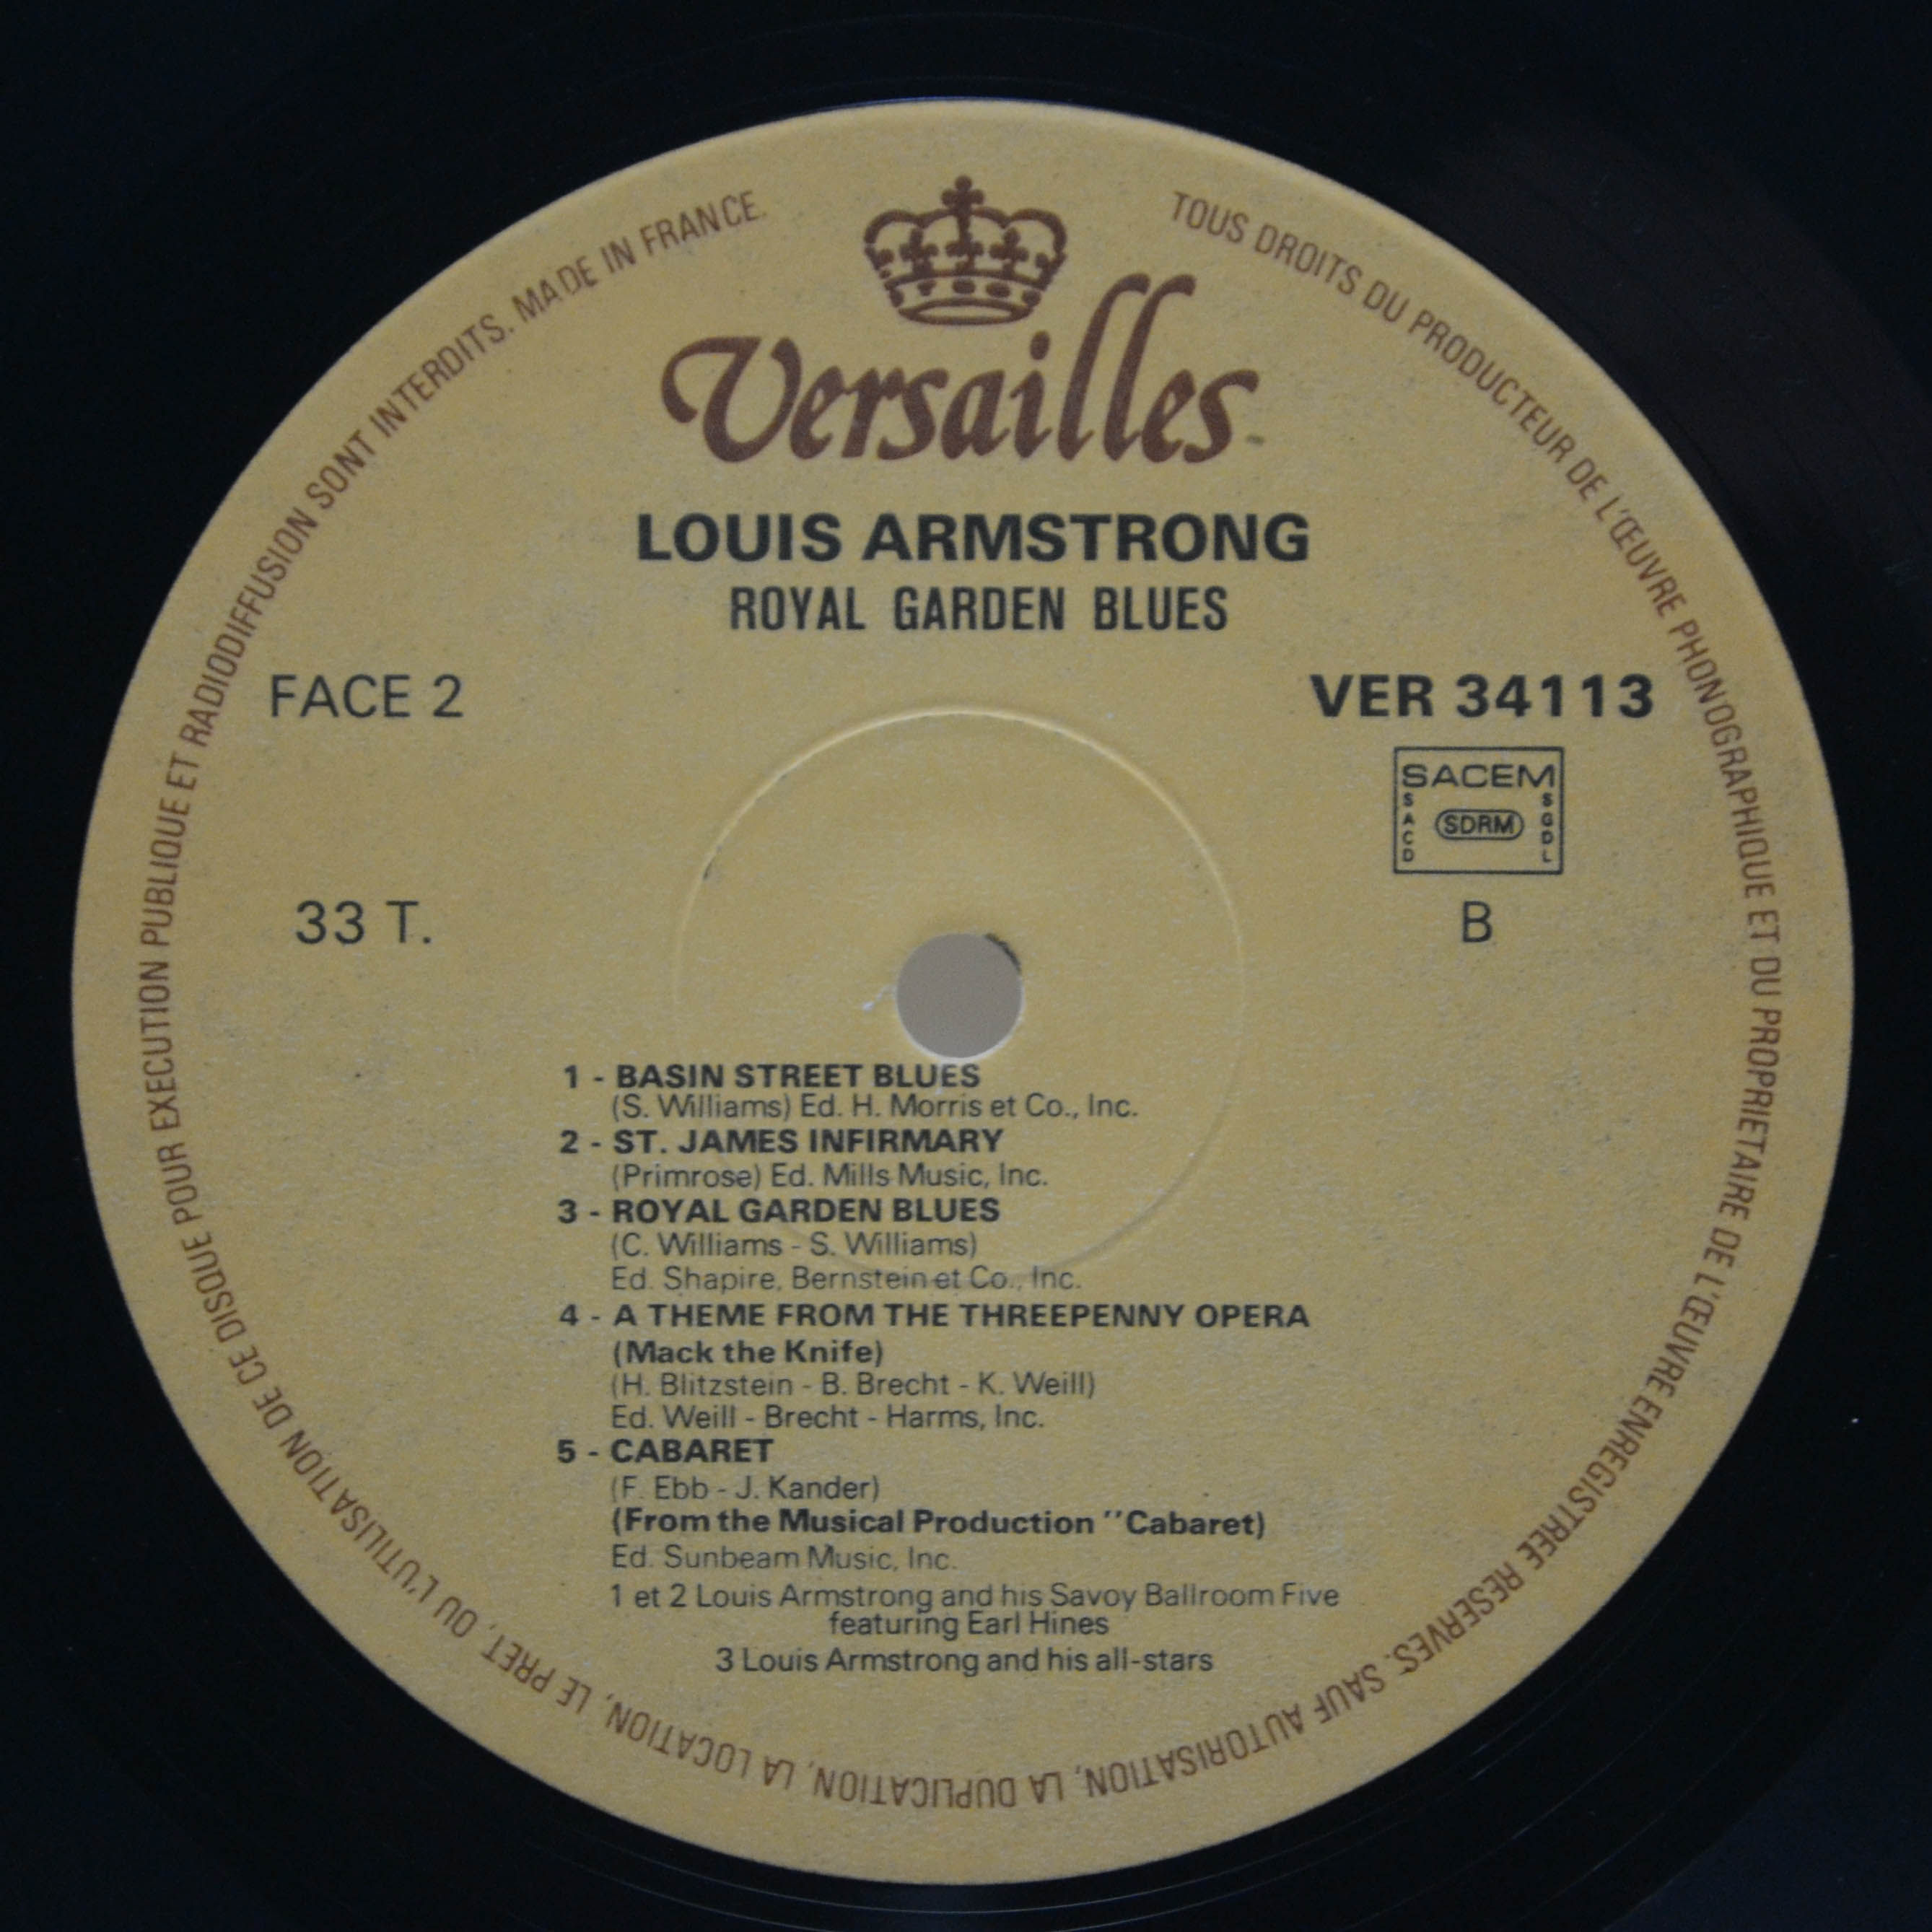 Versailles
LOUIS ARMSTRONG
ROYAL GARDEN BLUES
FACE 2
VER 34113
SACEM
SACD
SDRM
SGDL
33 T.
B
1 - BASIN STREET BLUES
(S. Williams) Ed. H. Morris et Co., Inc.
2 - ST. JAMES INFIRMARY
(Primrose) Ed. Mills Music, Inc.
3 - ROYAL GARDEN BLUES
(C. Williams - S. Williams)
Ed. Shapire, Bernstein et Co., Inc.
4 - A THEME FROM THE THREEPENNY OPERA
(Mack the Knife)
(H. Blitzstein - B. Brecht - K. Weill)
Ed. Weill - Brecht - Harms, Inc.
5 - CABARET
(F. Ebb - J. Kander)
(From the Musical Production ''Cabaret)
Ed. Sunbeam Music, Inc.
1 et 2 Louis Armstrong and his Savoy Ballroom Five
featuring Earl Hines
3 Louis Armstrong and his all-stars
TOUS DROITS DU PRODUCTEUR DE L'ŒUVRE PHONOGRAPHIQUE ET DU PROPRIETAIRE DE L'ŒUVRE ENREGISTREE RESERVES. SAUF AUTORISATION, LA DUPLICATION, LA LOCATION, LE PRET, OU L'UTILISATION DE CE DISQUE POUR EXECUTION PUBLIQUE ET RADIODIFFUSION SONT INTERDITS. MADE IN FRANCE.